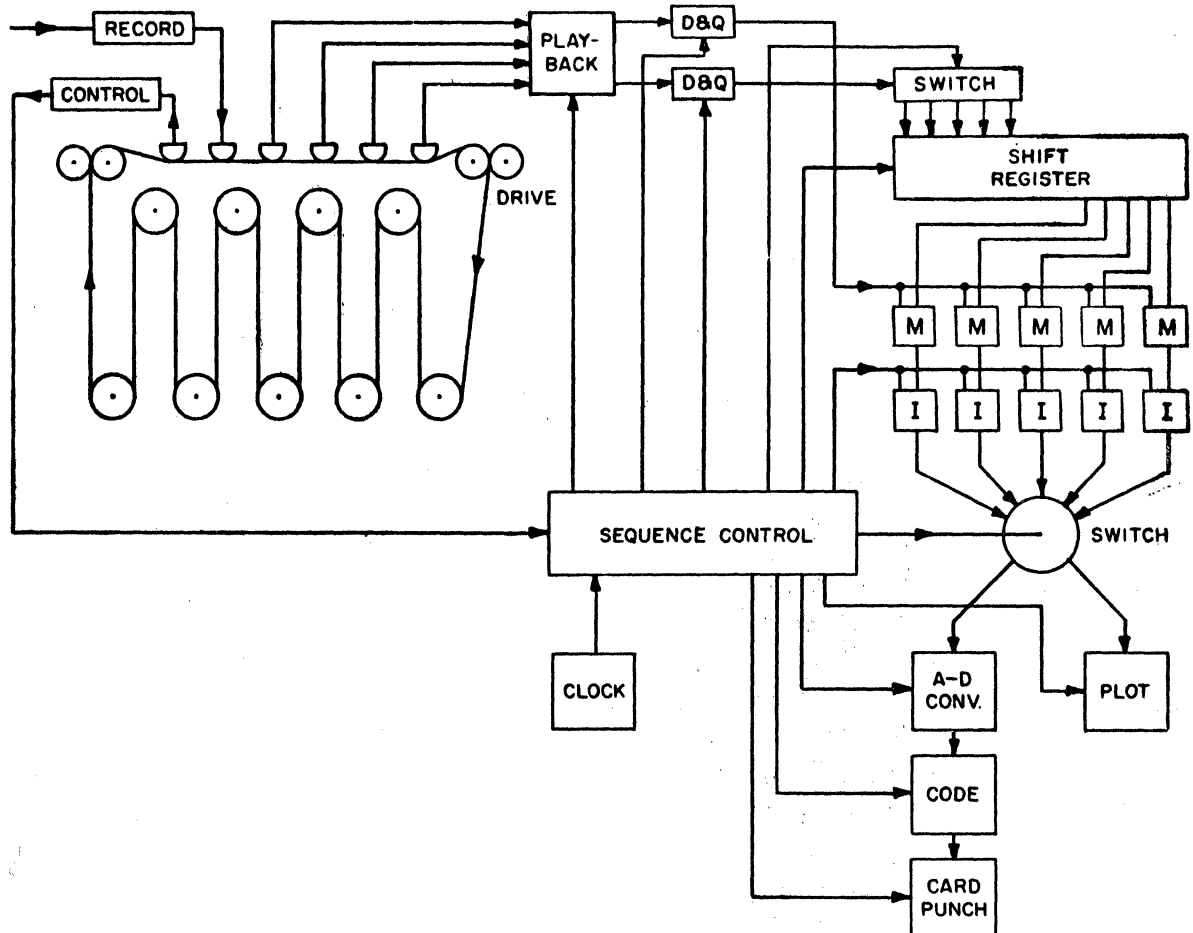 RECORD
CONTROL
PLAY-
BACK
D&Q
D&Q
SWITCH
SHIFT
REGISTER
DRIVE
M M M M M
I I I I I
SEQUENCE CONTROL
SWITCH
CLOCK
A-D
CONV.
PLOT
CODE
CARD
PUNCH